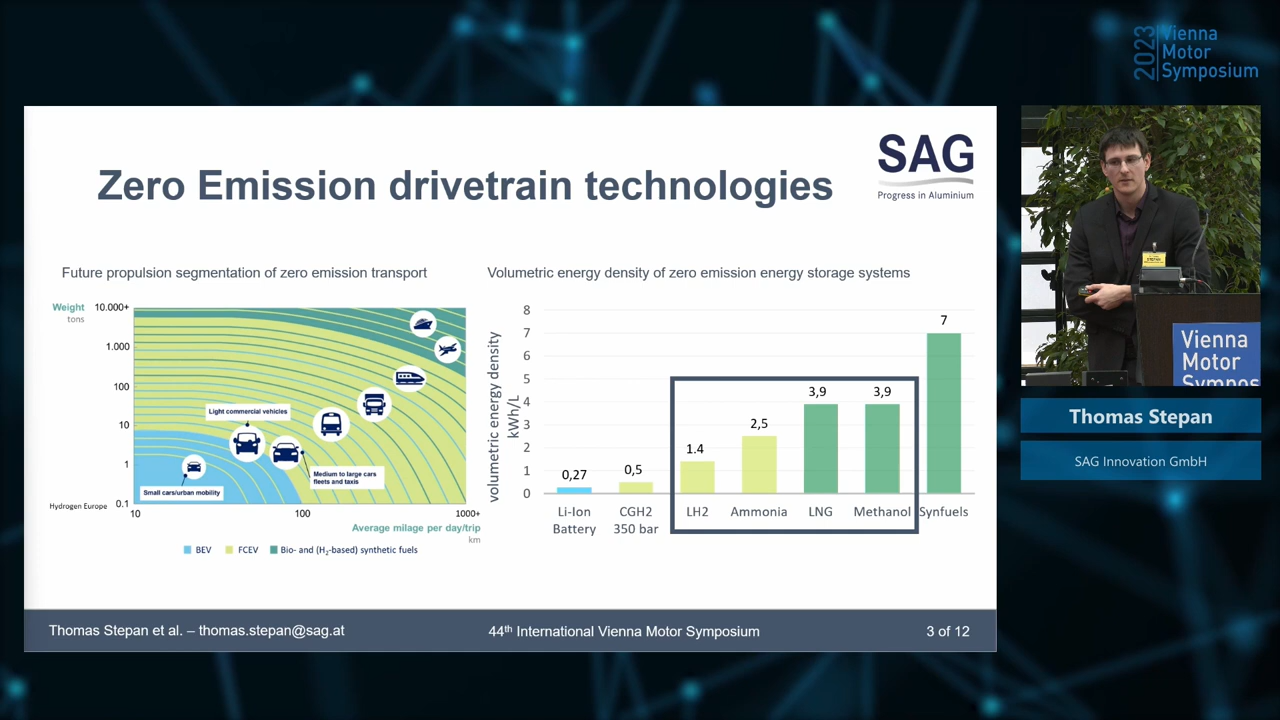 2023
Vienna
Motor
Symposium
SAG
Progress in Aluminium
Zero Emission drivetrain technologies
Future propulsion segmentation of zero emission transport
Weight
tons
10.000+
1.000
100
10
1
0.1
Light commercial vehicles
Medium to large cars
fleets and taxis
Small cars/urban mobility
Hydrogen Europe
10
100
1000+
Average milage per day/trip
km
BEV
FCEV
Bio- and (H₂-based) synthetic fuels
Volumetric energy density of zero emission energy storage systems
volumetric energy density
kWh/L
8
7
6
5
4
3
2
1
0
0,27
0,5
1.4
2,5
3,9
3,9
7
Li-Ion
Battery
CGH2
350 bar
LH2
Ammonia
LNG
Methanol
Synfuels
Thomas Stepan et al. – thomas.stepan@sag.at
44th International Vienna Motor Symposium
3 of 12
STEPAN
Vienna
Motor
Sympos
Thomas Stepan
SAG Innovation GmbH